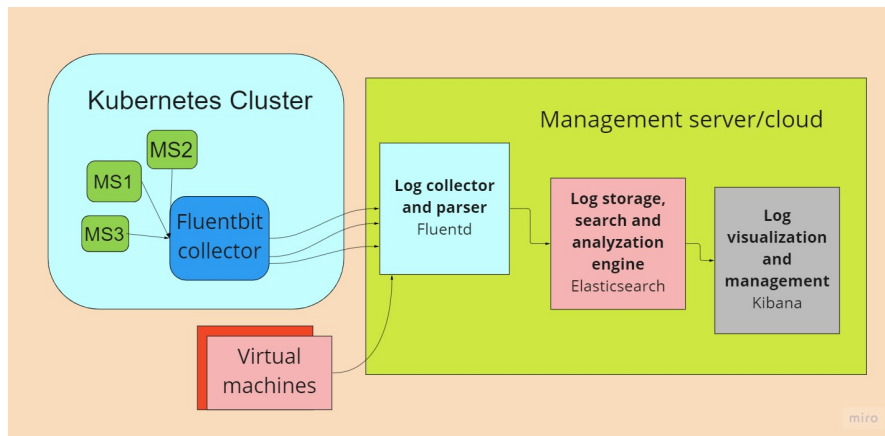 Kubernetes Cluster
MS2
MS1
MS3
Fluentbit
collector
Virtual
machines
Management server/cloud
Log collector
and parser
Fluentd
Log storage,
search and
analyzation
engine
Elasticsearch
Log
visualization
and
management
Kibana
miro